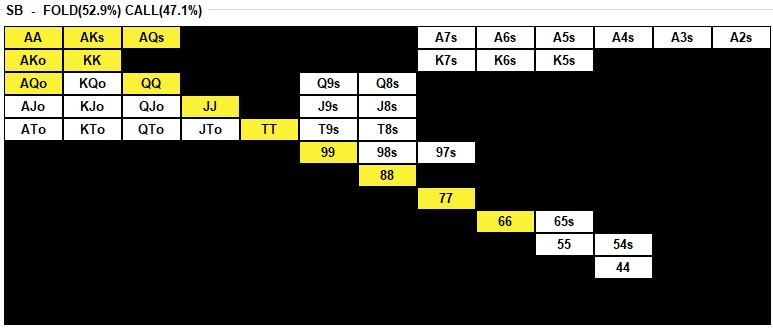 SB - FOLD(52.9%) CALL(47.1%)
AA AKs AQs A7s A6s A5s A4s A3s A2s
AKo KK K7s K6s K5s
AQo KQo QQ Q9s Q8s
AJo KJo QJo JJ J9s J8s
ATo KTo QTo JTo TT T9s T8s
99 98s 97s
88
77
66 65s
55 54s
44